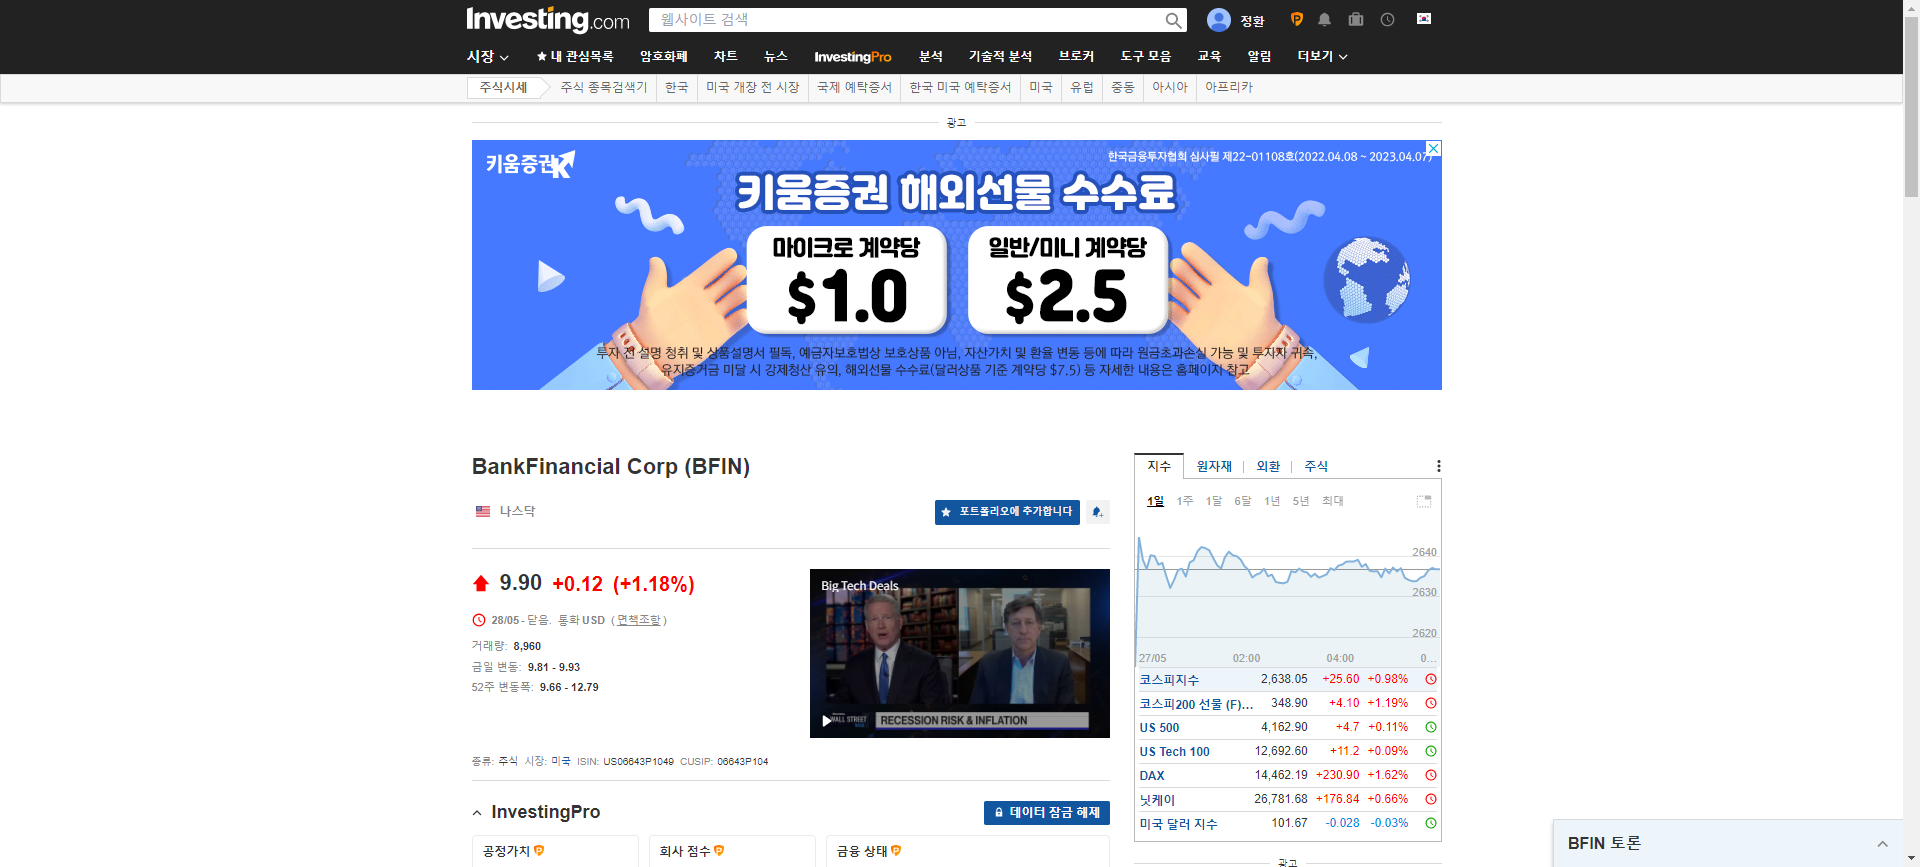 Investing.com
웹사이트 검색
정환
시장
★ 내 관심목록
암호화폐
차트
뉴스
InvestingPro
분석
기술적 분석
브로커
도구 모음
교육
알림
더보기
주식시세
주식 종목검색기
한국
미국 개장 전 시장
국제 예탁증서
한국 미국 예탁증서
미국
유럽
중동
아시아
아프리카
광고
키움증권
한국금융투자협회 심사필 제22-01108호(2022.04.08 ~ 2023.04.07)
키움증권 해외선물 수수료
마이크로 계약당
$1.0
일반/미니 계약당
$2.5
투자 전 설명 청취 및 상품설명서 필독, 예금자보호법상 보호상품 아님, 자산가치 및 환율 변동 등에 따라 원금초과손실 가능 및 투자자 귀속,
유지증거금 미달 시 강제청산 유의, 해외선물 수수료(달러상품 기준 계약당 $7.5) 등 자세한 내용은 홈페이지 참고
BankFinancial Corp (BFIN)
나스닥
★ 포트폴리오에 추가합니다
9.90 +0.12 (+1.18%)
28/05 - 닫음. 통화 USD ( 면책조항 )
거래량: 8,960
금일 변동: 9.81 - 9.93
52주 변동폭: 9.66 - 12.79
Big Tech Deals
WALL STREET
RECESSION RISK & INFLATION
종류: 주식 시장: 미국 ISIN: US06643P1049 CUSIP: 06643P104
InvestingPro
데이터 잠금 해제
공정가치
회사 점수
금융 상태
지수
원자재
외환
주식
1일 1주 1달 6달 1년 5년 최대
2640
2630
2620
27/05 02:00 04:00 0...
코스피지수 2,638.05 +25.60 +0.98%
코스피200 선물 (F)... 348.90 +4.10 +1.19%
US 500 4,162.90 +4.7 +0.11%
US Tech 100 12,692.60 +11.2 +0.09%
DAX 14,462.19 +230.90 +1.62%
닛케이 26,781.68 +176.84 +0.66%
미국 달러 지수 101.67 -0.028 -0.03%
광고
BFIN 토론